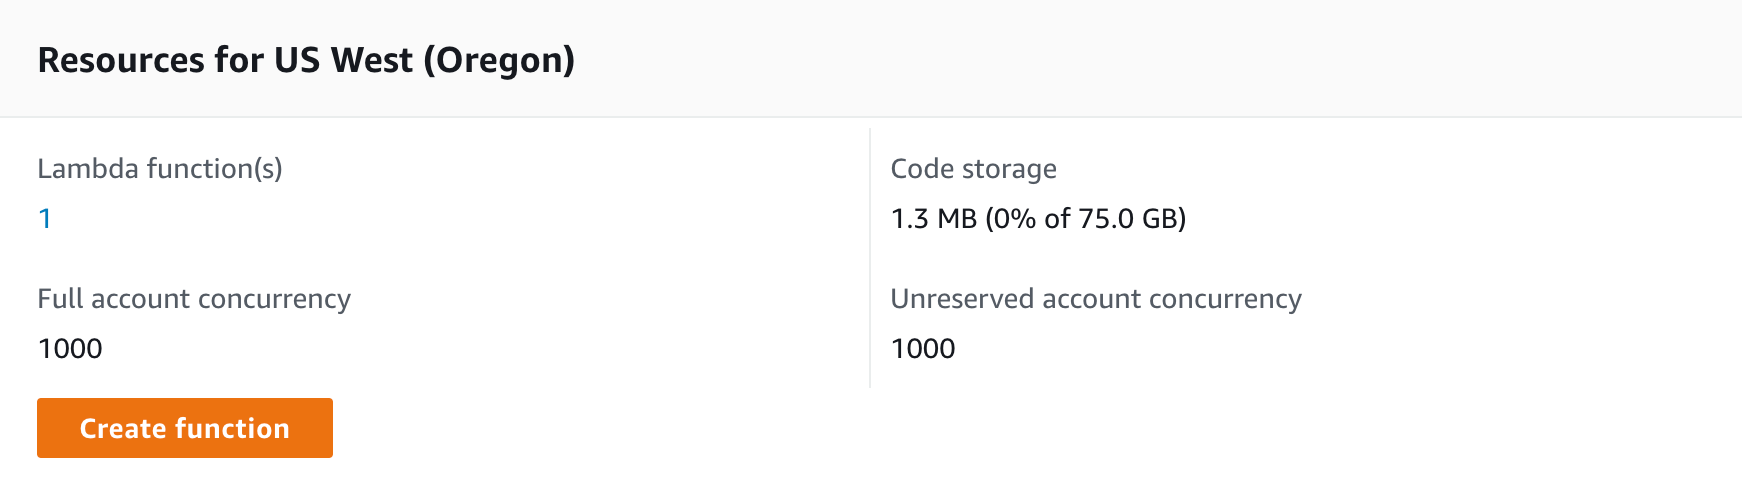 Resources for US West (Oregon)
Lambda function(s)
1
Code storage
1.3 MB (0% of 75.0 GB)
Full account concurrency
1000
Unreserved account concurrency
1000
Create function